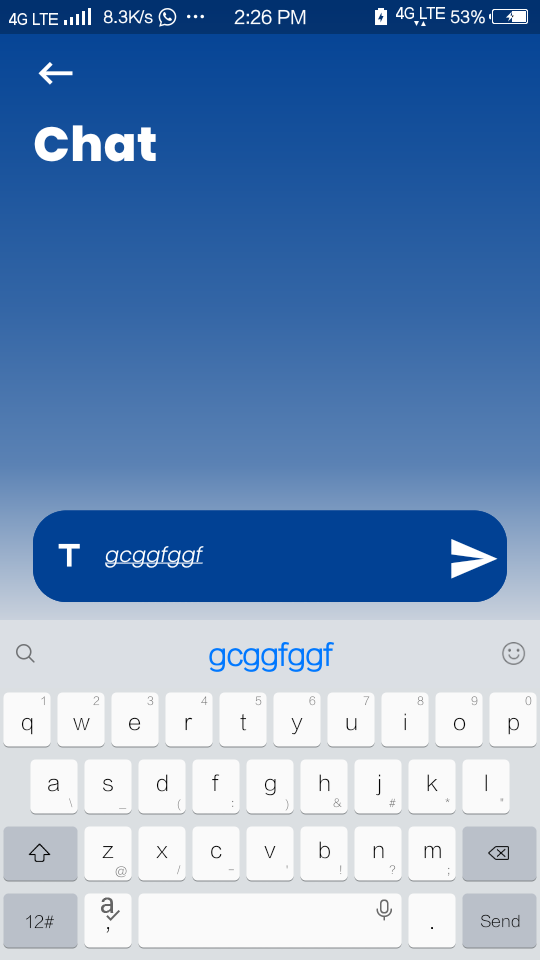 4G LTE 8.3K/s ••• 2:26 PM 4G LTE 53%
Chat
T gcggfggf
gcggfggf
1 2 3 4 5 6 7 8 9 0
q w e r t y u i o p
a s d f g h j k l
\ _ ( : ) & # * "
z x c v b n m
@ / - ' ! ? ;
12# a , . Send